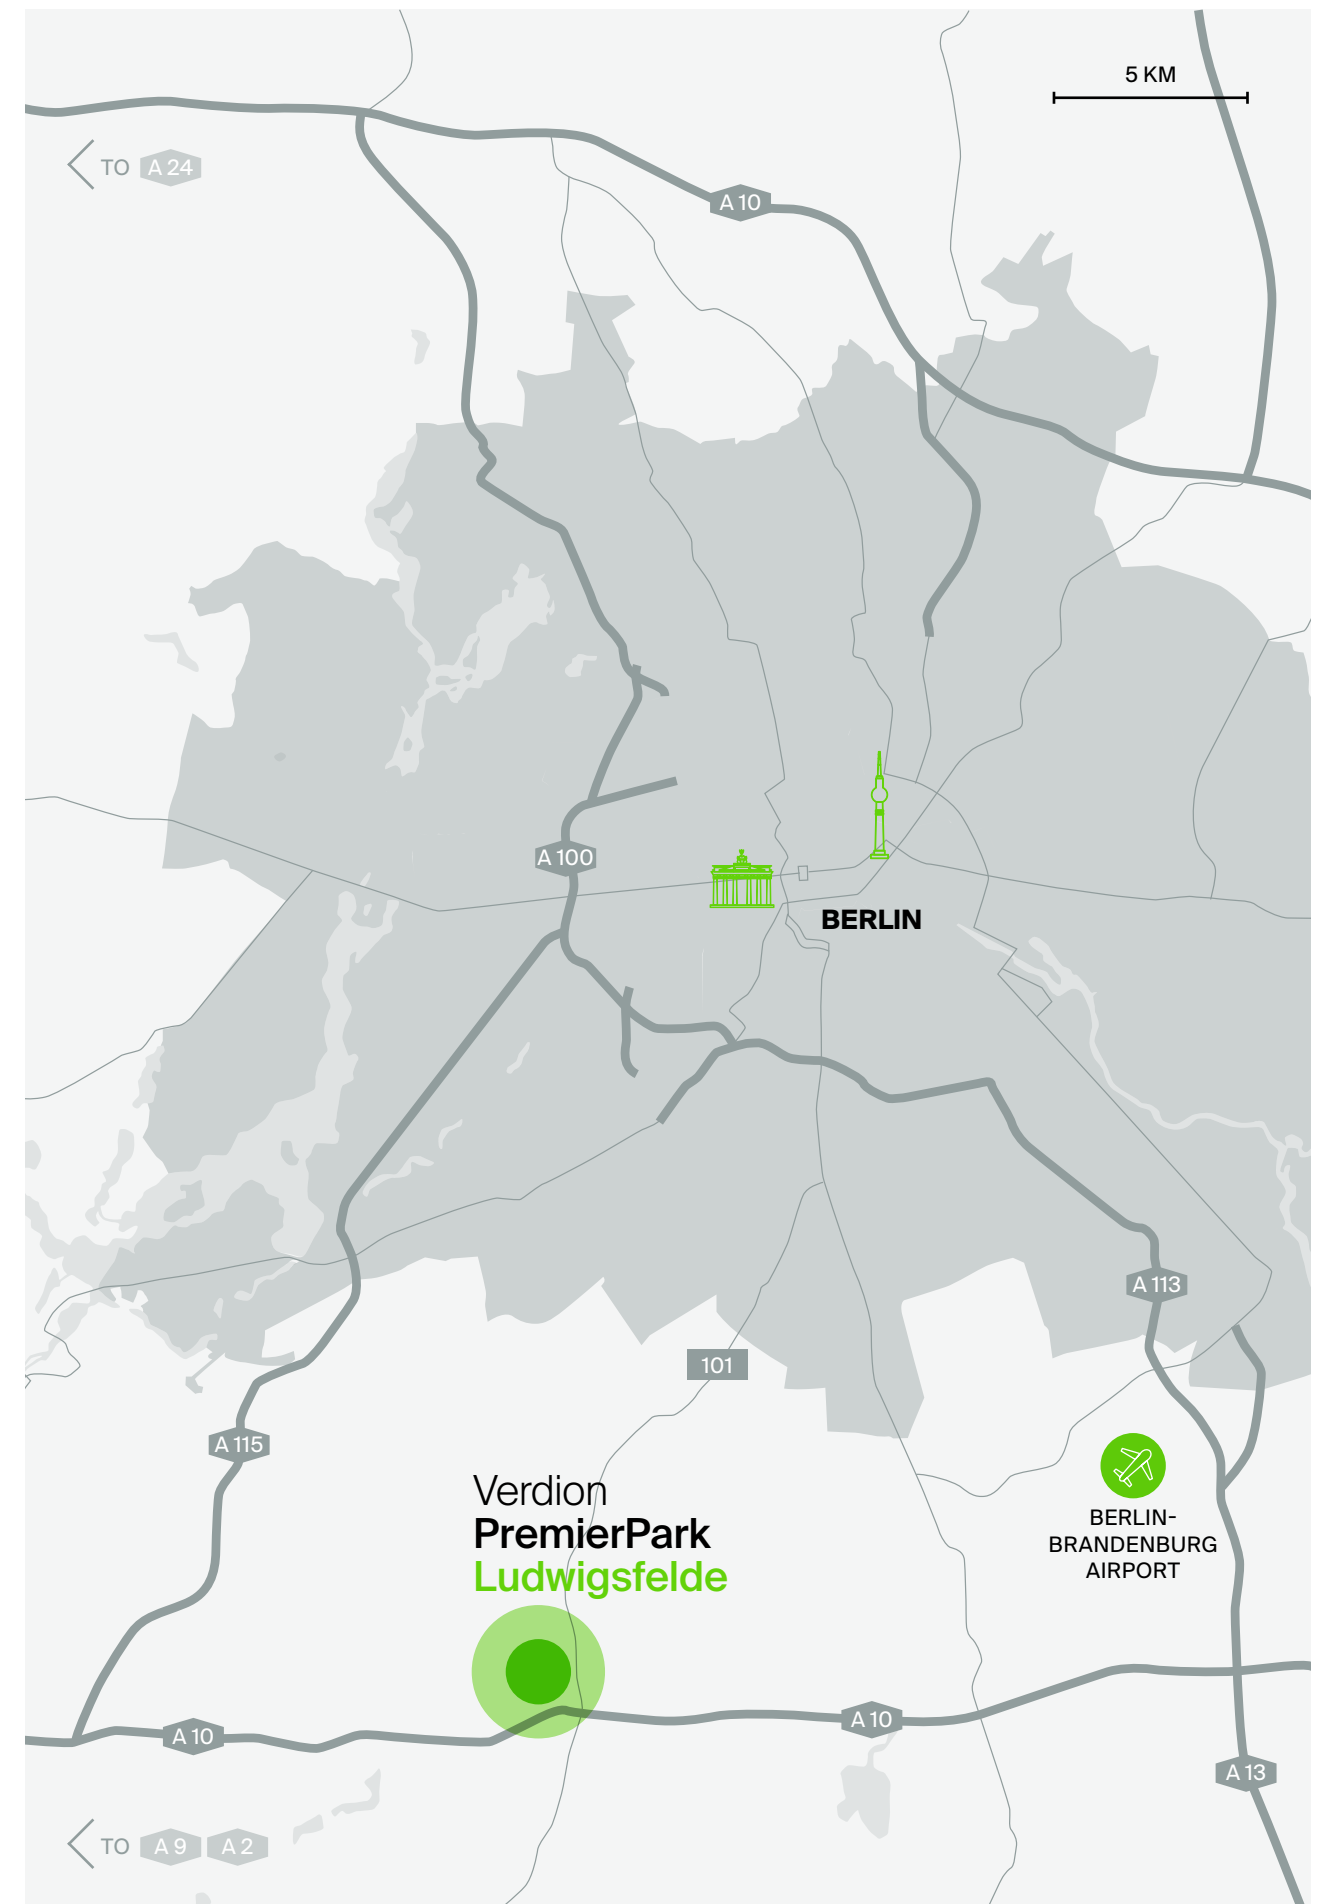 5 KM
TO A 24
A 10
A 100
BERLIN
A 113
101
A 115
Verdion
PremierPark
Ludwigsfelde
BERLIN-
BRANDENBURG
AIRPORT
A 10
A 10
A 13
TO A 9 A 2